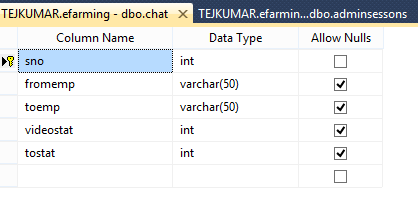 TEJKUMAR.efarming - dbo.chat TEJKUMAR.efarmin...dbo.adminsessons
Column Name Data Type Allow Nulls
sno int
fromemp varchar(50)
toemp varchar(50)
videostat int
tostat int